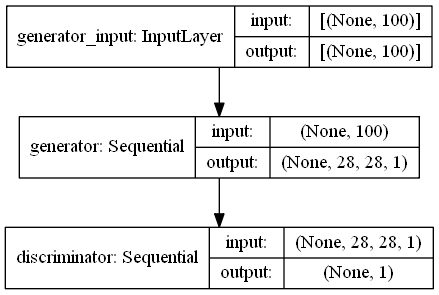 generator_input: InputLayer
input: [(None, 100)]
output: [(None, 100)]
generator: Sequential
input: (None, 100)
output: (None, 28, 28, 1)
discriminator: Sequential
input: (None, 28, 28, 1)
output: (None, 1)